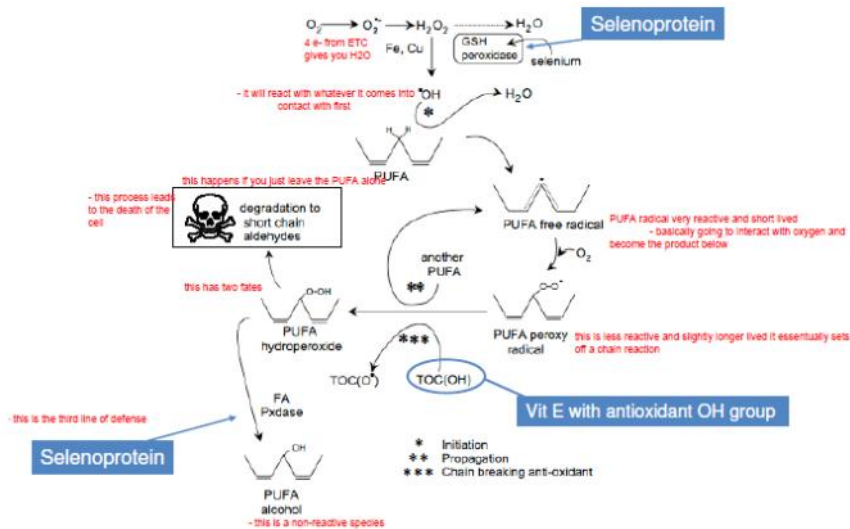 O₂ → O₂•⁻ → H₂O₂ → H₂O
Selenoprotein
4 e- from ETC
gives you H2O
Fe, Cu
GSH
peroxidase
selenium
- it will react with whatever it comes into
contact with first
•OH
*
H₂O
H H
PUFA
this happens if you just leave the PUFA alone
- this process leads
to the death of the
cell
degradation to
short chain
aldehydes
PUFA free radical
PUFA radical very reactive and short lived
- basically going to interact with oxygen and
become the product below
O₂
another
PUFA
**
this has two fates
O-OH
PUFA
hydroperoxide
O-O•
PUFA peroxy
radical
this is less reactive and slightly longer lived it essentually sets
off a chain reaction
***
TOC(O•)
TOC(OH)
Vit E with antioxidant OH group
FA
Pxdase
- this is the third line of defense
Selenoprotein
OH
PUFA
alcohol
- this is a non-reactive species
* Initiation
** Propagation
*** Chain breaking anti-oxidant